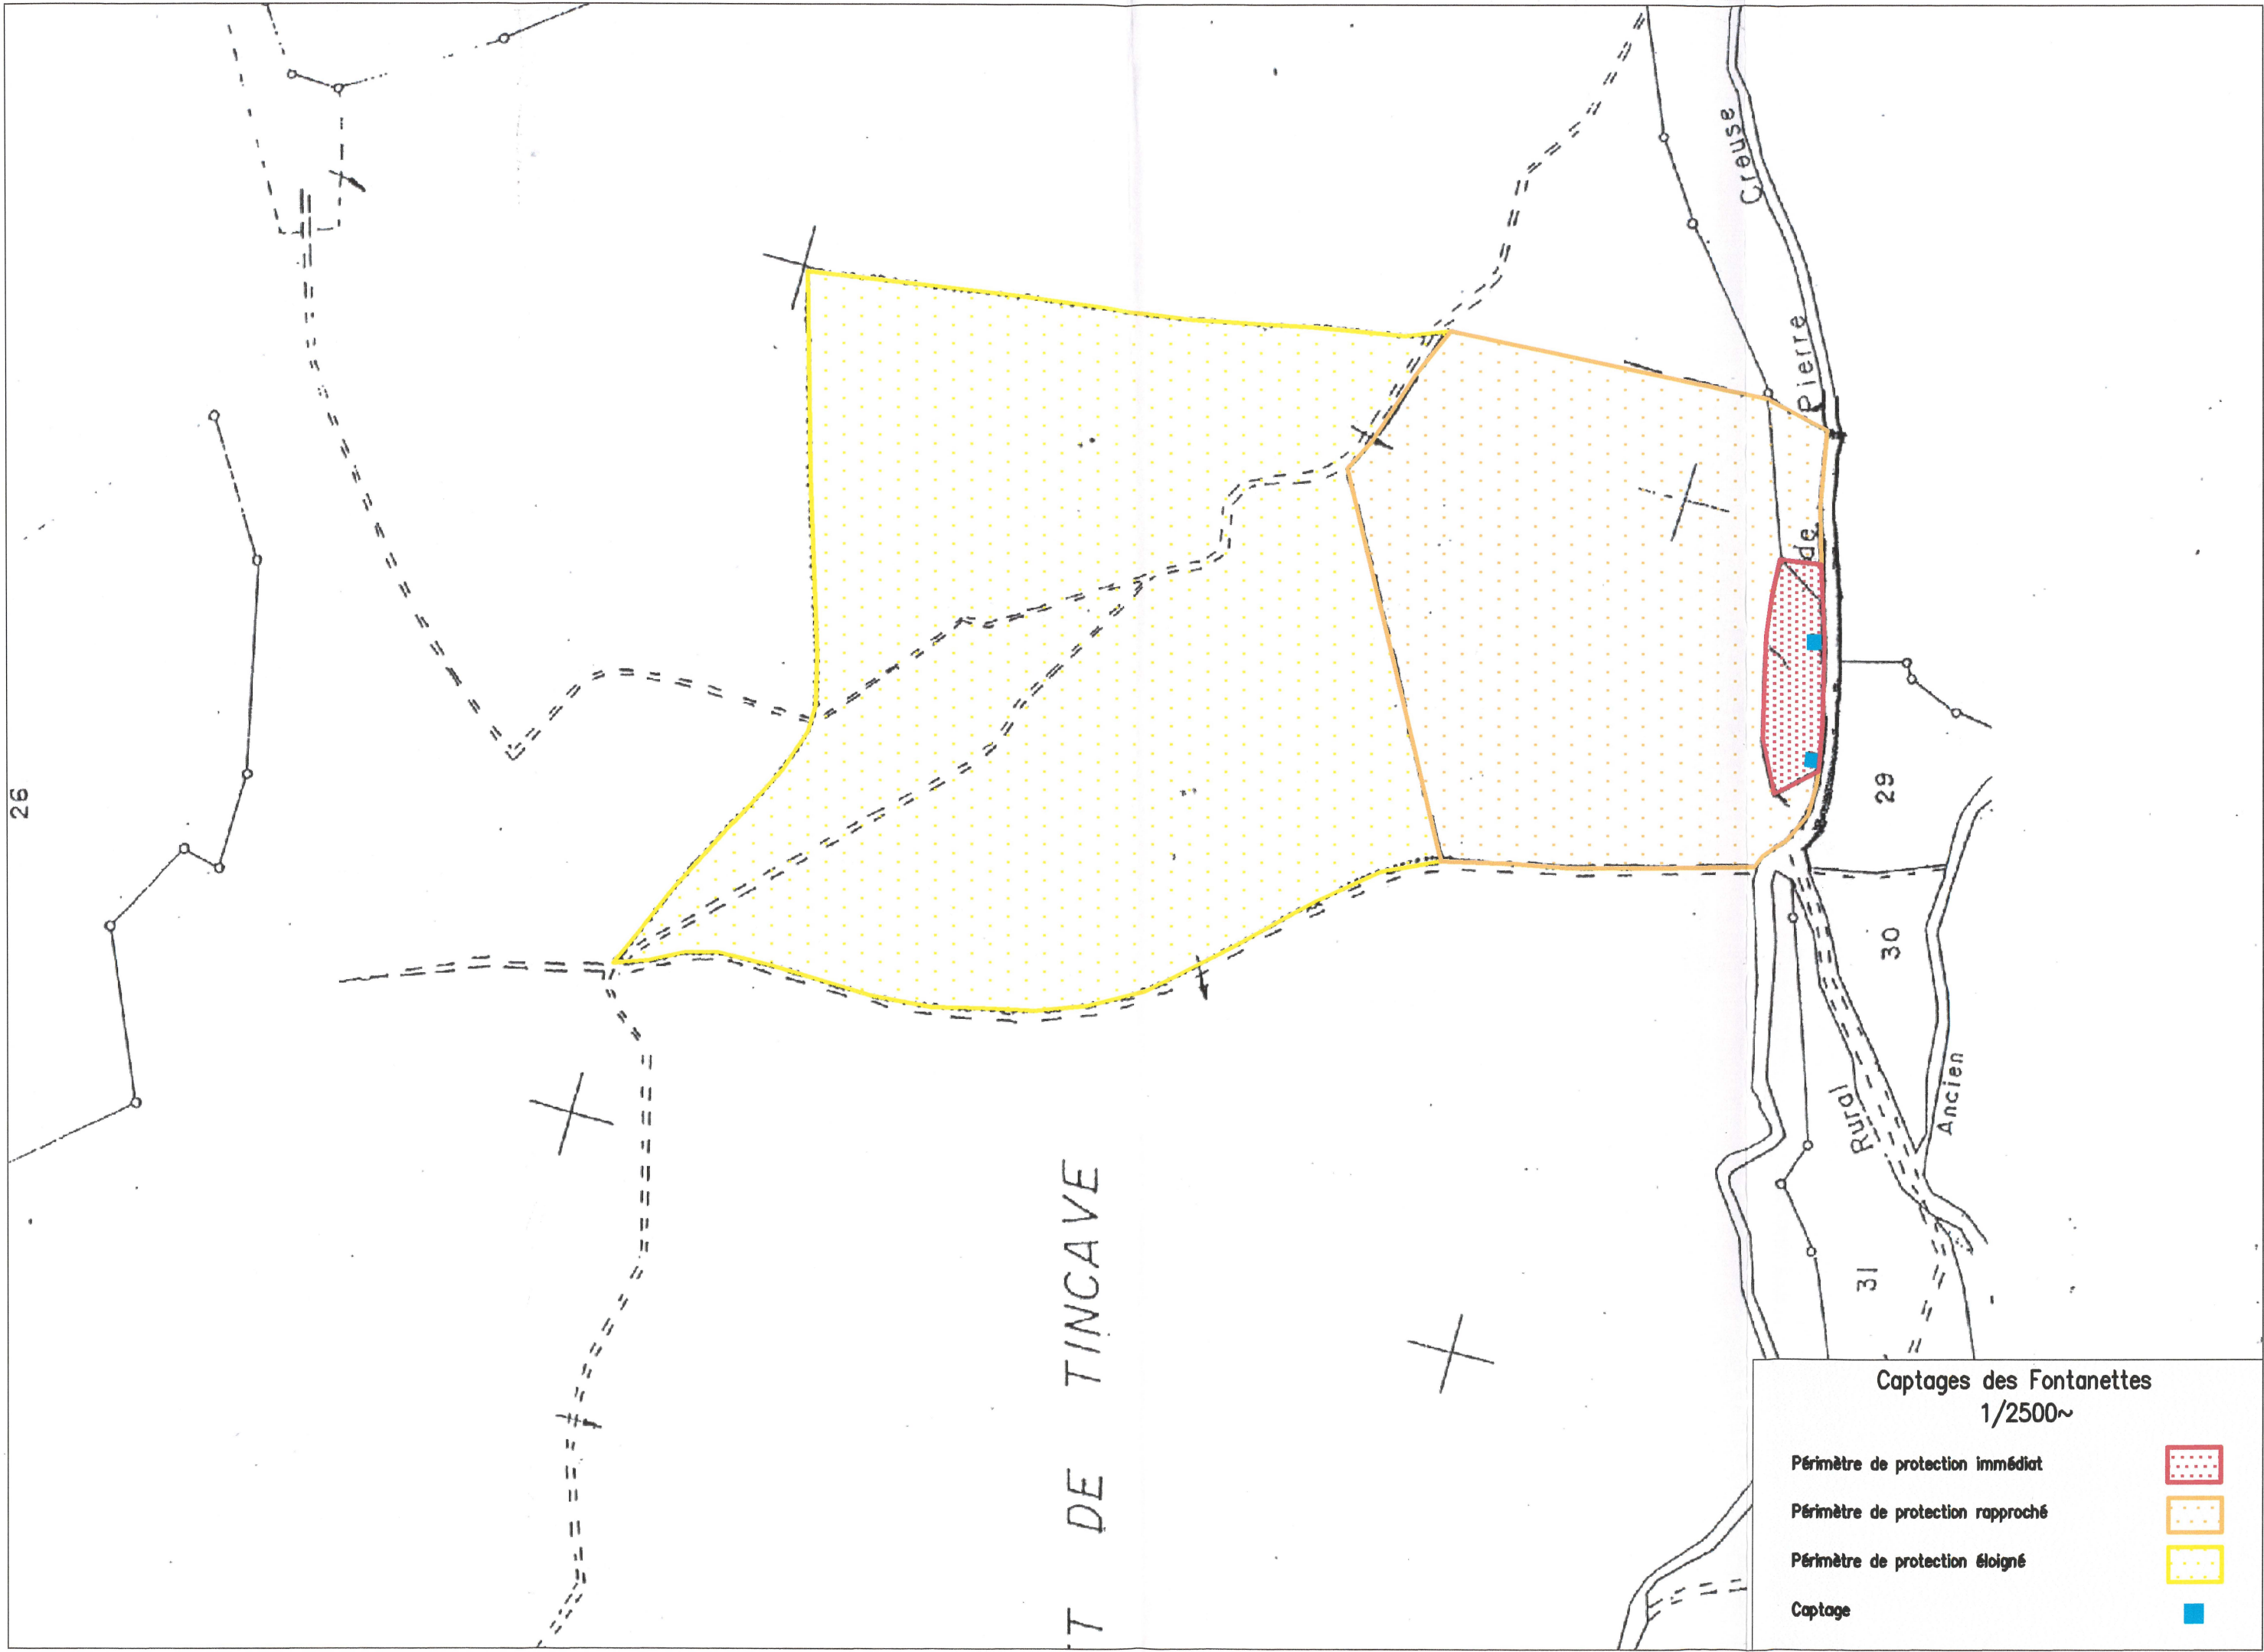 26
Creuse
Pierre
de
29
30
Ancien
Rural
31
T DE TINCAVE
Captages des Fontanettes
1/2500~
Périmètre de protection immédiat
Périmètre de protection rapproché
Périmètre de protection éloigné
Captage